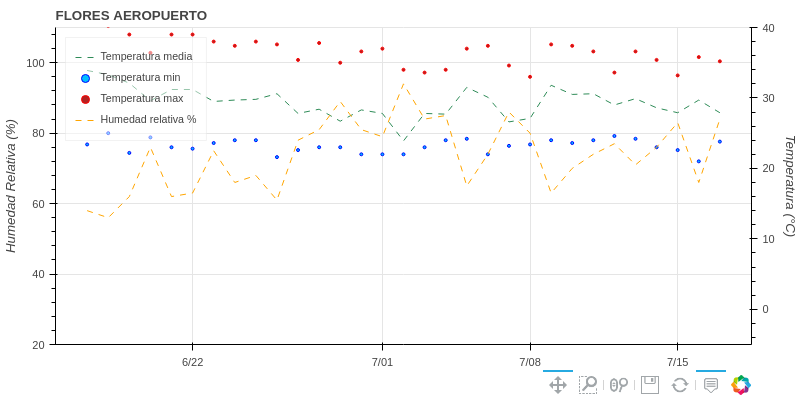 FLORES AEROPUERTO
Temperatura media
Temperatura min
Temperatura max
Humedad relativa %
Humedad Relativa (%)
100
80
60
40
20
Temperatura (°C)
40
30
20
10
0
6/22
7/01
7/08
7/15